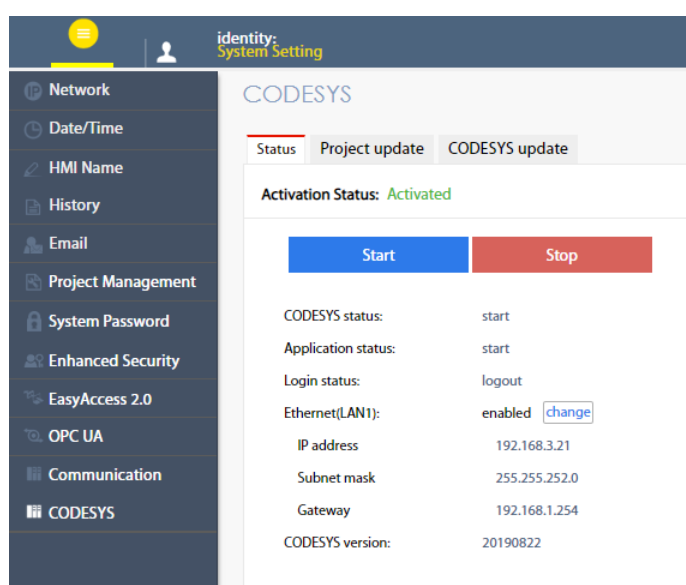 identity:
System Setting
IP Network
Date/Time
HMI Name
History
Email
Project Management
System Password
Enhanced Security
EasyAccess 2.0
OPC UA
Communication
CODESYS
CODESYS
Status Project update CODESYS update
Activation Status: Activated
Start Stop
CODESYS status: start
Application status: start
Login status: logout
Ethernet(LAN1): enabled change
IP address 192.168.3.21
Subnet mask 255.255.252.0
Gateway 192.168.1.254
CODESYS version: 20190822